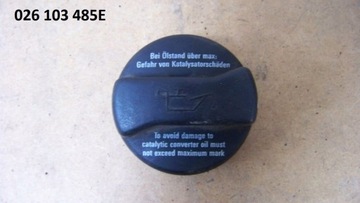 026 103 485E
Bei Ölstand über max:
Gefahr von Katalysatorschäden
To avoid damage to
catalytic converter oil must
not exceed maximum mark